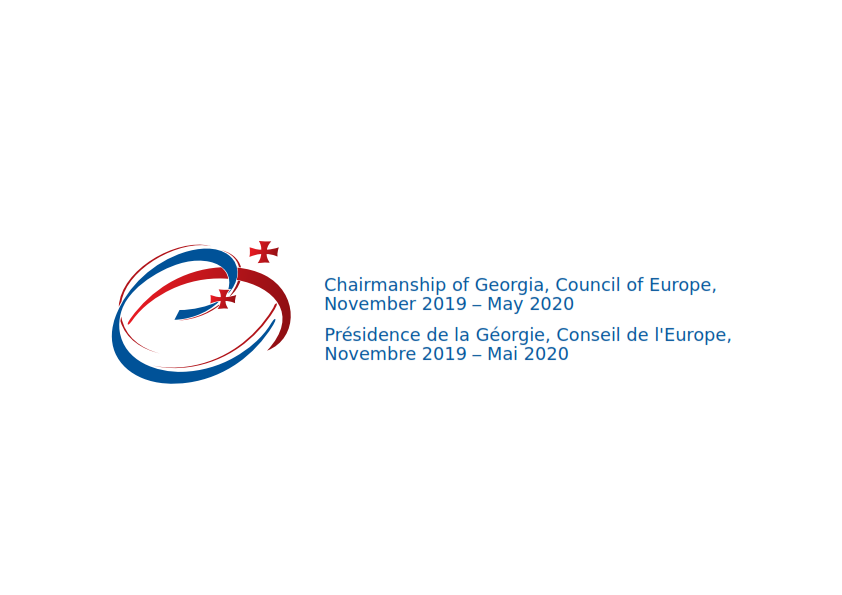 Chairmanship of Georgia, Council of Europe,
November 2019 – May 2020
Présidence de la Géorgie, Conseil de l'Europe,
Novembre 2019 – Mai 2020